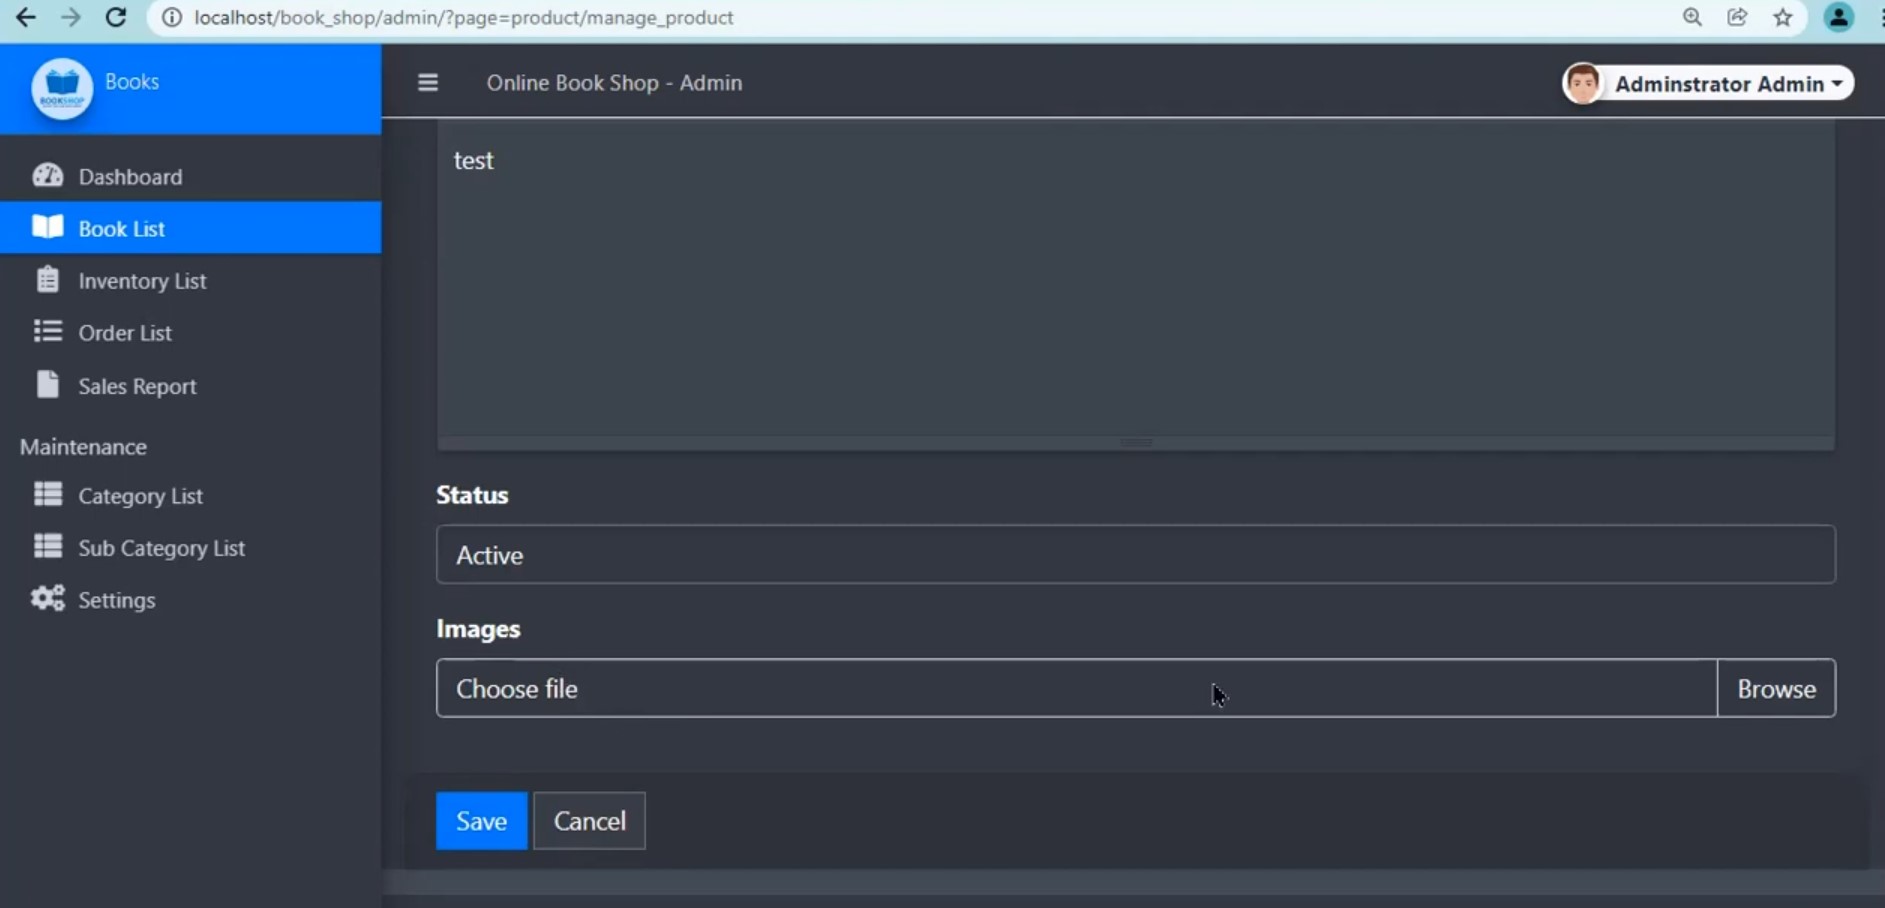 localhost/book_shop/admin/?page=product/manage_product
BOOKSHOP
Books
Online Book Shop - Admin
Adminstrator Admin
Dashboard
Book List
Inventory List
Order List
Sales Report
Maintenance
Category List
Sub Category List
Settings
test
Status
Active
Images
Choose file
Browse
Save
Cancel